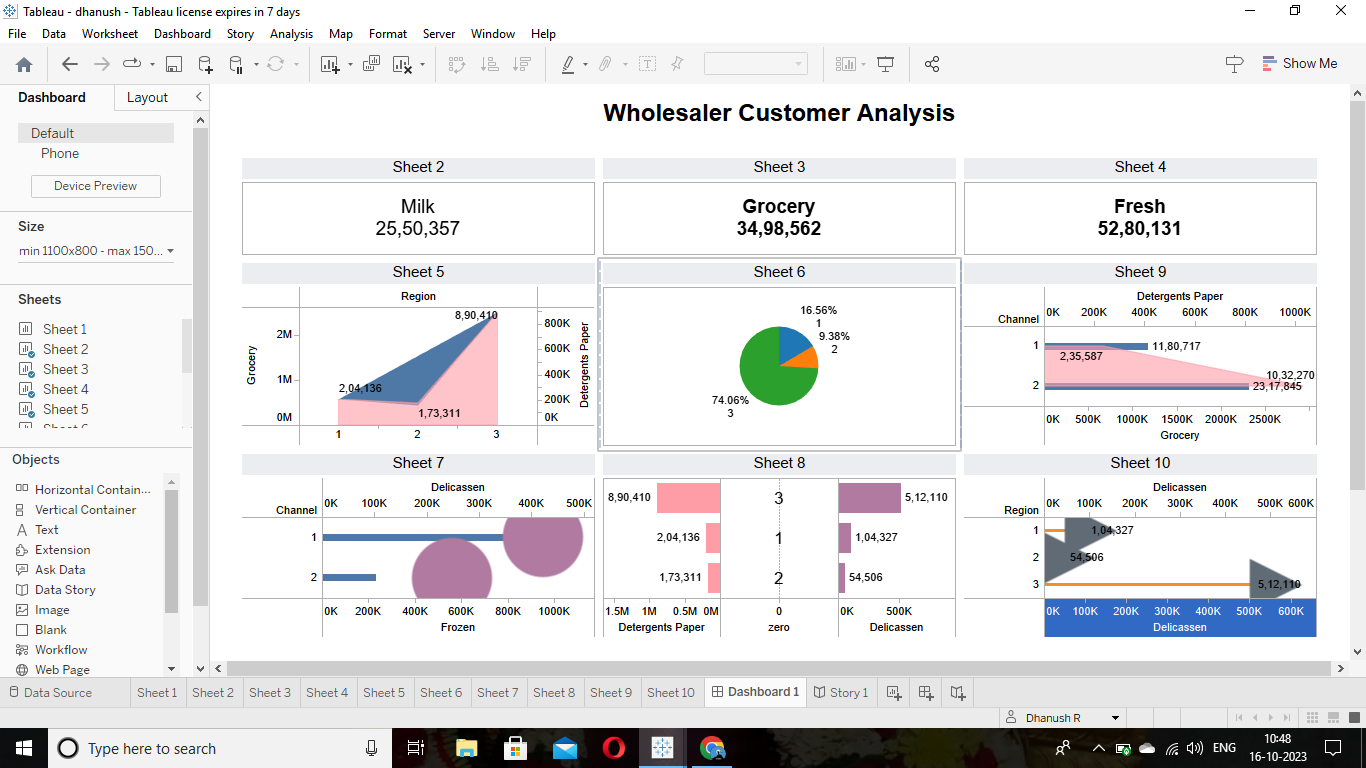 Tableau - dhanush - Tableau license expires in 7 days
File Data Worksheet Dashboard Story Analysis Map Format Server Window Help
Show Me
Dashboard Layout
Default
Phone
Device Preview
Size
min 1100x800 - max 150...
Sheets
Sheet 1
Sheet 2
Sheet 3
Sheet 4
Sheet 5
Objects
Horizontal Contain...
Vertical Container
Text
Extension
Ask Data
Data Story
Image
Blank
Workflow
Web Page
Wholesaler Customer Analysis
Sheet 2
Milk
25,50,357
Sheet 3
Grocery
34,98,562
Sheet 4
Fresh
52,80,131
Sheet 5
Region
8,90,410
2M 800K
600K
1M 400K
2,04,136
200K
1,73,311
0M 0K
Grocery
Detergents Paper
1 2 3
Sheet 6
16.56%
1
9.38%
2
74.06%
3
Sheet 9
Detergents Paper
Channel 0K 200K 400K 600K 800K 1000K
1 11,80,717
2,35,587
10,32,270
2 23,17,845
0K 500K 1000K 1500K 2000K 2500K
Grocery
Sheet 7
Delicassen
Channel 0K 100K 200K 300K 400K 500K
1
2
0K 200K 400K 600K 800K 1000K
Frozen
Sheet 8
8,90,410 3 5,12,110
2,04,136 1 1,04,327
1,73,311 2 54,506
1.5M 1M 0.5M 0M 0 0K 500K
Detergents Paper zero Delicassen
Sheet 10
Delicassen
Region 0K 100K 200K 300K 400K 500K 600K
1 1,04,327
2 54,506
3 5,12,110
0K 100K 200K 300K 400K 500K 600K
Delicassen
Data Source Sheet 1 Sheet 2 Sheet 3 Sheet 4 Sheet 5 Sheet 6 Sheet 7 Sheet 8 Sheet 9 Sheet 10 Dashboard 1 Story 1
Dhanush R
Type here to search
ENG
10:48
16-10-2023